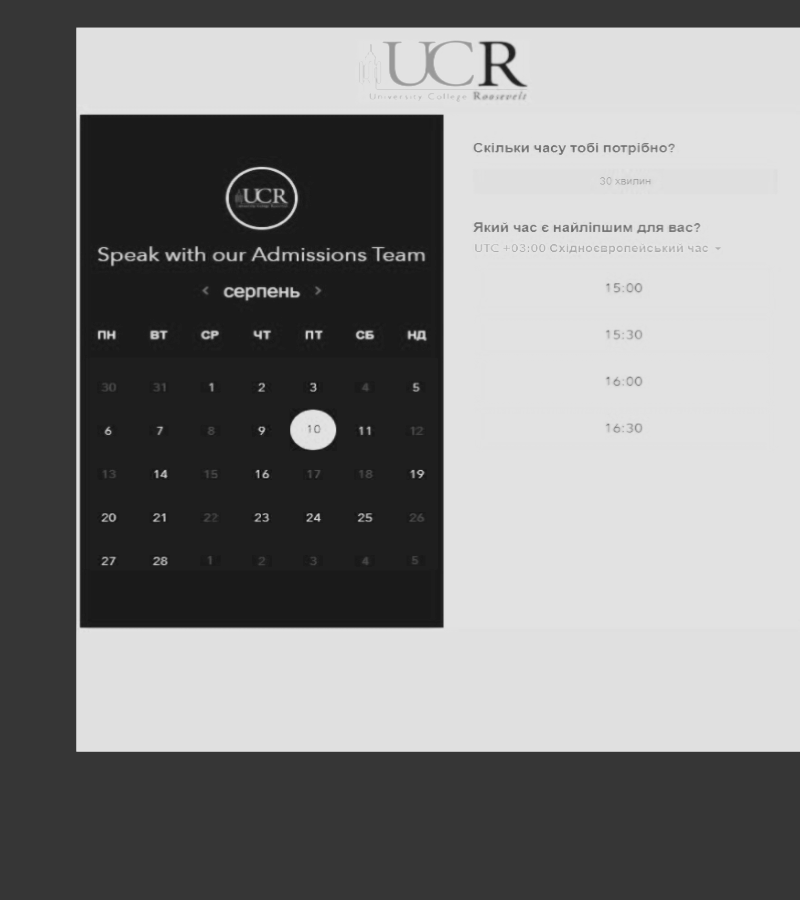 UCR
University College Roosevelt
UCR
Speak with our Admissions Team
< серпень >
ПН ВТ СР ЧТ ПТ СБ НД
30 31 1 2 3 4 5
6 7 8 9 10 11 12
13 14 15 16 17 18 19
20 21 22 23 24 25 26
27 28 1 2 3 4 5
Скільки часу тобі потрібно?
30 хвилин
Який час є найліпшим для вас?
UTC +03:00 Східноєвропейський час
15:00
15:30
16:00
16:30